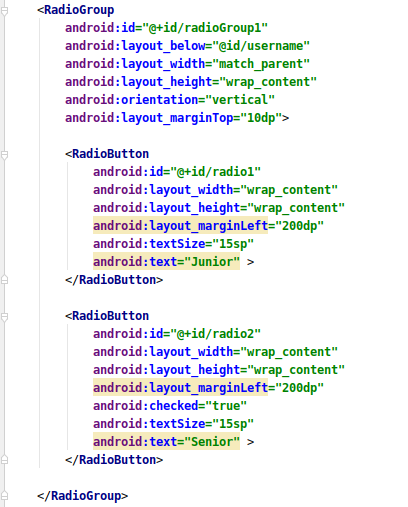 <RadioGroup
android:id="@+id/radioGroup1"
android:layout_below="@id/username"
android:layout_width="match_parent"
android:layout_height="wrap_content"
android:orientation="vertical"
android:layout_marginTop="10dp">
<RadioButton
android:id="@+id/radio1"
android:layout_width="wrap_content"
android:layout_height="wrap_content"
android:layout_marginLeft="200dp"
android:textSize="15sp"
android:text="Junior" >
</RadioButton>
<RadioButton
android:id="@+id/radio2"
android:layout_width="wrap_content"
android:layout_height="wrap_content"
android:layout_marginLeft="200dp"
android:checked="true"
android:textSize="15sp"
android:text="Senior" >
</RadioButton>
</RadioGroup>